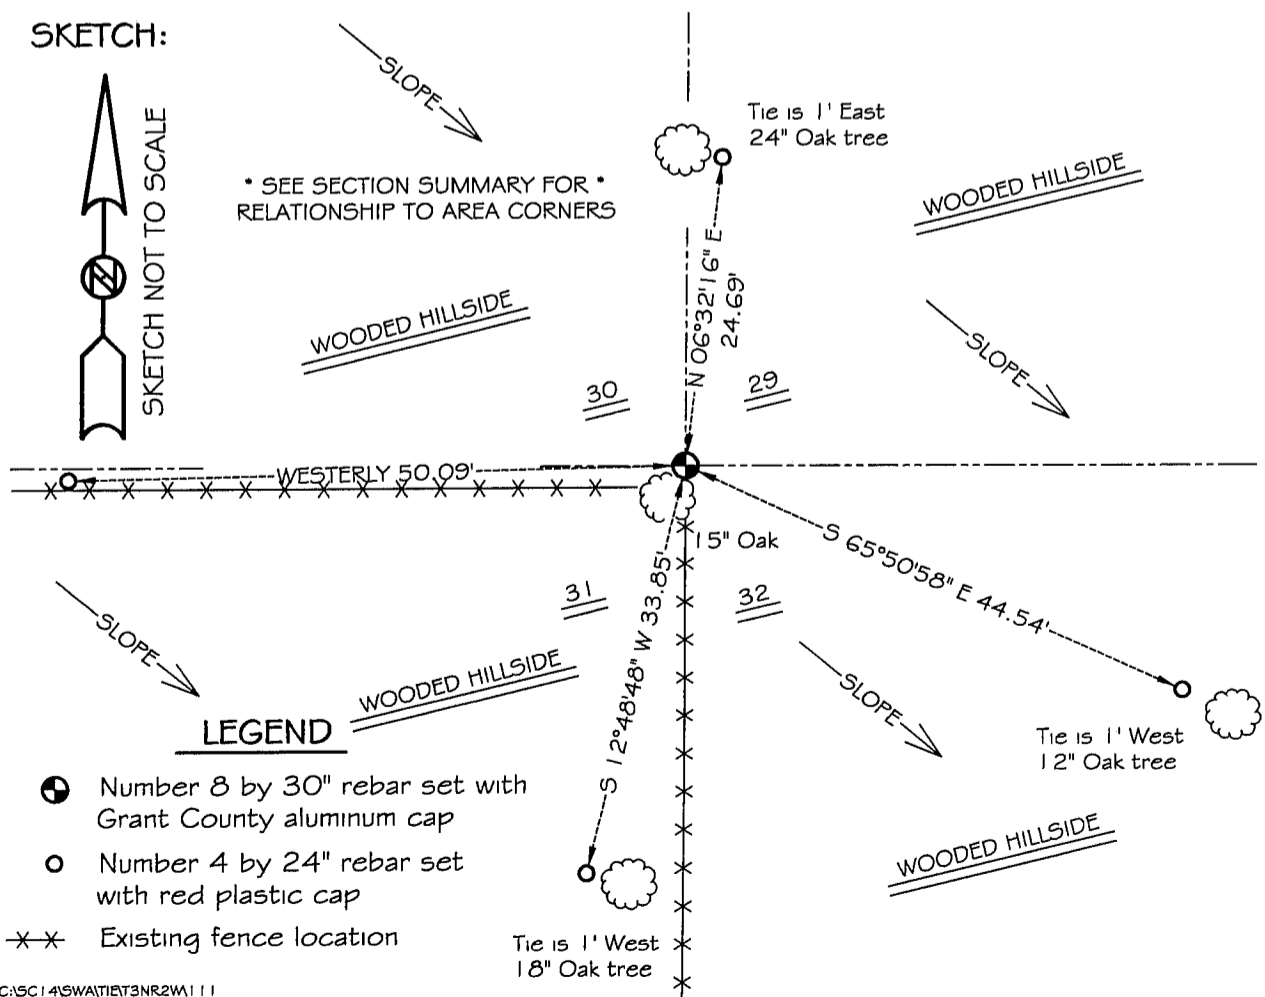 SKETCH:
SKETCH NOT TO SCALE
SLOPE
* SEE SECTION SUMMARY FOR *
RELATIONSHIP TO AREA CORNERS
Tie is 1' East
24" Oak tree
WOODED HILLSIDE
WOODED HILLSIDE
N 06°32'16" E
24.69'
SLOPE
30
29
WESTERLY 50.09'
15" Oak
S 65°50'58" E 44.54'
31
32
S 12°48'48" W 33.85'
SLOPE
WOODED HILLSIDE
SLOPE
Tie is 1' West
12" Oak tree
WOODED HILLSIDE
LEGEND
Number 8 by 30" rebar set with
Grant County aluminum cap
Number 4 by 24" rebar set
with red plastic cap
Existing fence location
Tie is 1' West
18" Oak tree
C:\SC14\SWA\TIE\T3NR2W\111
N